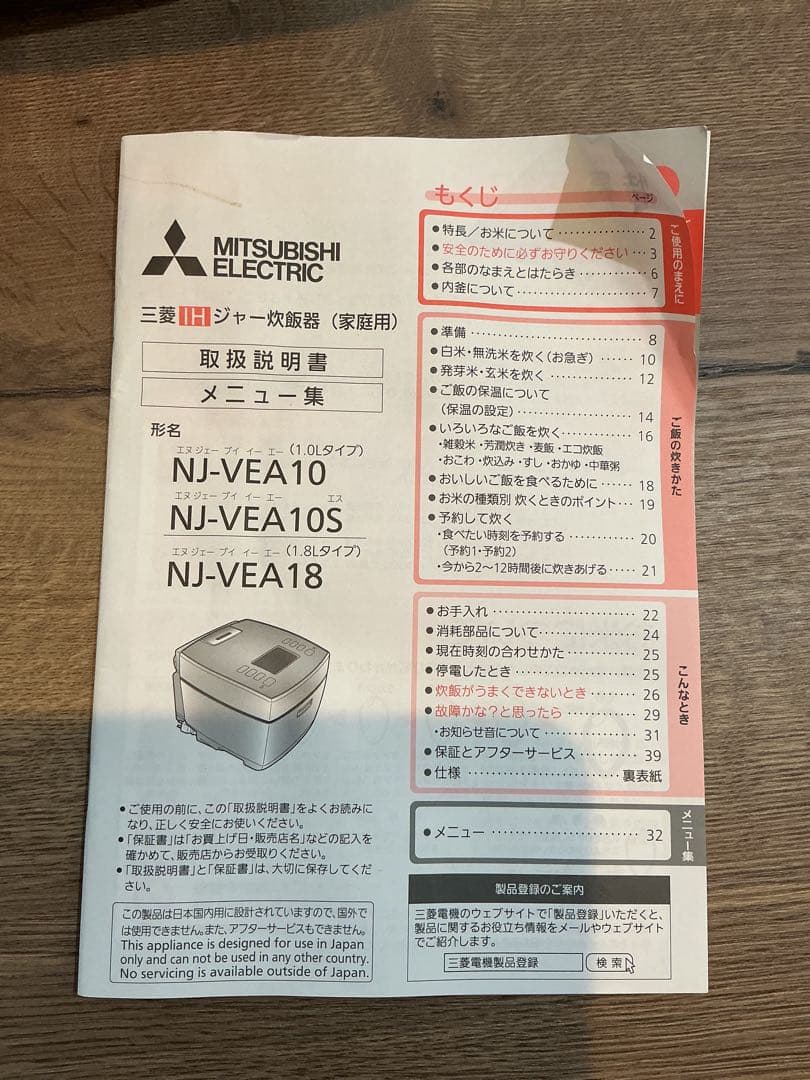 MITSUBISHI
ELECTRIC
三菱IHジャー炊飯器（家庭用）
取扱説明書
メニュー集
形名
エヌ ジェー ブイ イー エー （1.0Lタイプ）
NJ-VEA10
エヌ ジェー ブイ イー エー エス
NJ-VEA10S
エヌ ジェー ブイ イー エー （1.8Lタイプ）
NJ-VEA18
●ご使用の前に、この「取扱説明書」をよくお読みに
なり、正しく安全にお使いください。
●「保証書」は「お買上げ日・販売店名」などの記入を
確かめて、販売店からお受取りください。
●「取扱説明書」と「保証書」は、大切に保存してくだ
さい。
この製品は日本国内用に設計されていますので、国外で
は使用できません。また、アフターサービスもできません。
This appliance is designed for use in Japan
only and can not be used in any other country.
No servicing is available outside of Japan.
もくじ
ページ
●特長／お米について 2
●安全のために必ずお守りください 3
●各部のなまえとはたらき 6
●内釜について 7
ご使用のまえに
●準備 8
●白米・無洗米を炊く（お急ぎ） 10
●発芽米・玄米を炊く 12
●ご飯の保温について
（保温の設定） 14
●いろいろなご飯を炊く 16
・雑穀米・芳潤炊き・麦飯・エコ炊飯
・おこわ・炊込み・すし・おかゆ・中華粥
●おいしいご飯を食べるために 18
●お米の種類別 炊くときのポイント 19
●予約して炊く
・食べたい時刻を予約する 20
（予約1・予約2）
・今から2～12時間後に炊きあげる 21
ご飯の炊きかた
●お手入れ 22
●消耗部品について 24
●現在時刻の合わせかた 25
●停電したとき 25
●炊飯がうまくできないとき 26
●故障かな？と思ったら 29
・お知らせ音について 31
●保証とアフターサービス 39
●仕様 裏表紙
こんなとき
●メニュー 32
メニュー集
製品登録のご案内
三菱電機のウェブサイトで「製品登録」いただくと、
製品に関するお役立ち情報をメールやウェブサイト
でご紹介します。
三菱電機製品登録 検索